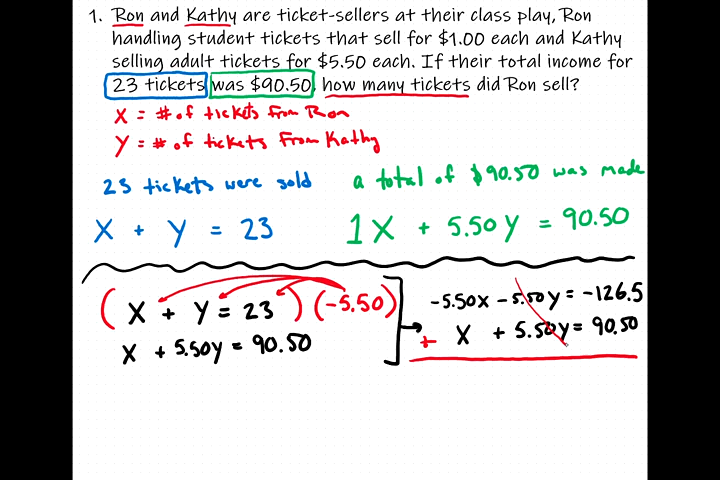 1. Ron and Kathy are ticket-sellers at their class play, Ron
handling student tickets that sell for $1.00 each and Kathy
selling adult tickets for $5.50 each. If their total income for
23 tickets was $90.50, how many tickets did Ron sell?
X = # of tickets from Ron
Y = # of tickets From Kathy
23 tickets were sold
a total of $90.50 was made
X + Y = 23
1X + 5.50Y = 90.50
(X + Y = 23)(-5.50)
X + 5.50Y = 90.50
-5.50X - 5.50Y = -126.5
+ X + 5.50Y = 90.50